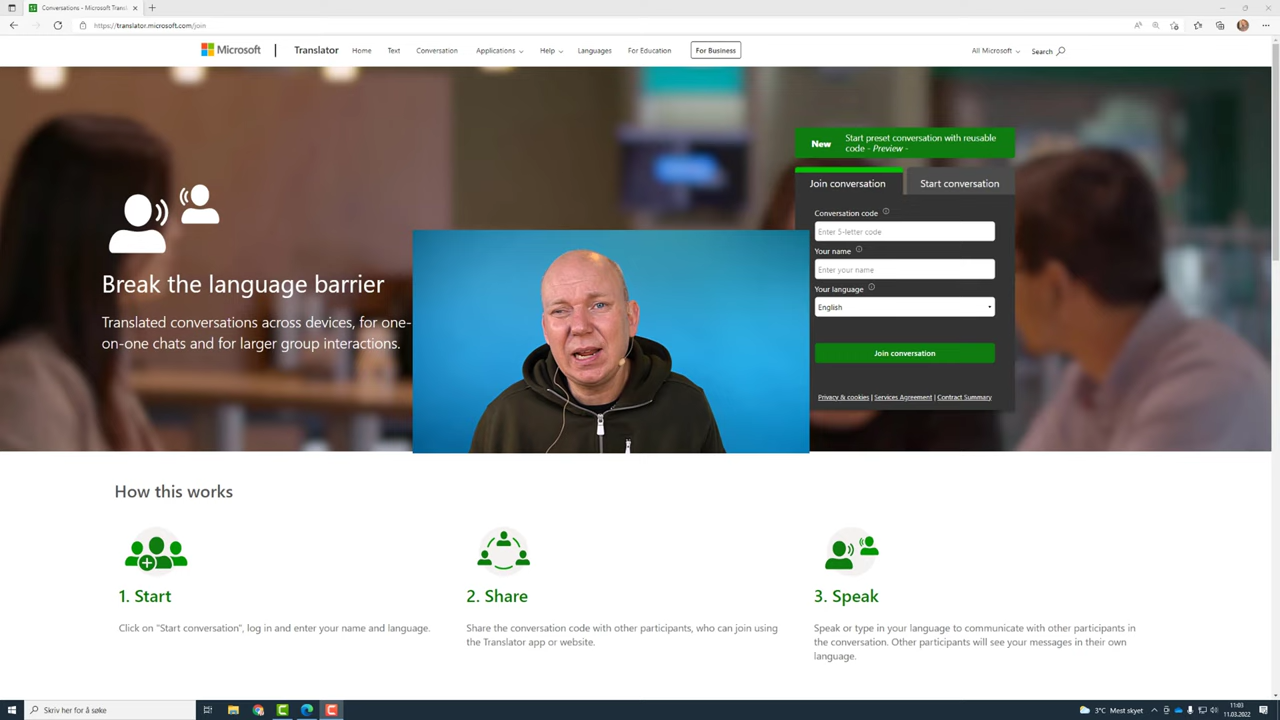 Conversations - Microsoft Transl
https://translator.microsoft.com/join
Microsoft
Translator
Home
Text
Conversation
Applications
Help
Languages
For Education
For Business
All Microsoft
Search
New
Start preset conversation with reusable
code - Preview -
Join conversation
Start conversation
Conversation code
Enter 5-letter code
Your name
Enter your name
Your language
English
Join conversation
Privacy & cookies | Services Agreement | Contract Summary
Break the language barrier
Translated conversations across devices, for one-
on-one chats and for larger group interactions.
How this works
1. Start
Click on "Start conversation", log in and enter your name and language.
2. Share
Share the conversation code with other participants, who can join using
the Translator app or website.
3. Speak
Speak or type in your language to communicate with other participants in
the conversation. Other participants will see your messages in their own
language.
Skriv her for å søke
3°C Mest skyet
11:03
11.03.2022